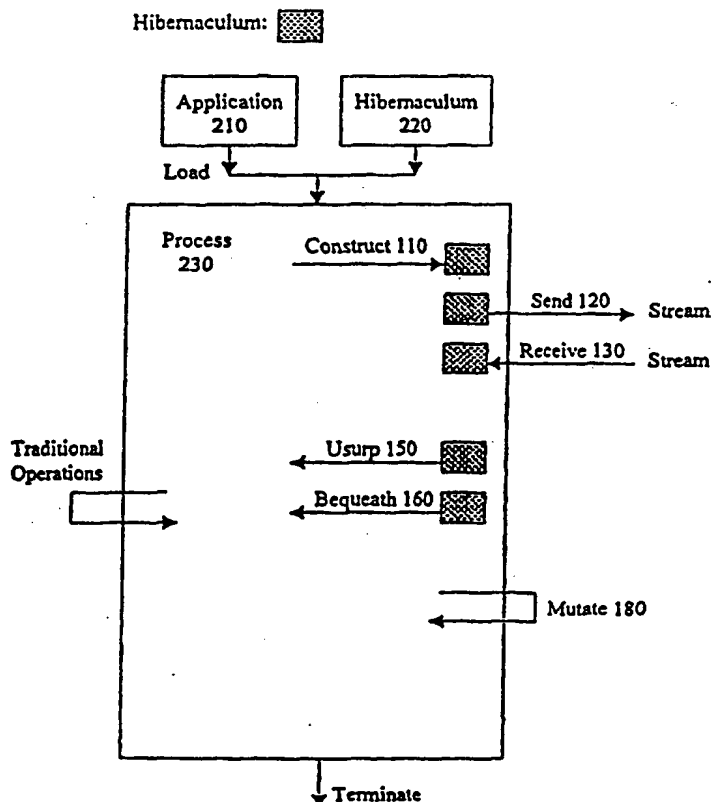 Hibernaculum:
Application
210
Hibernaculum
220
Load
Process
230
Construct 110
Send 120
Stream
Receive 130
Stream
Traditional
Operations
Usurp 150
Bequeath 160
Mutate 180
Terminate